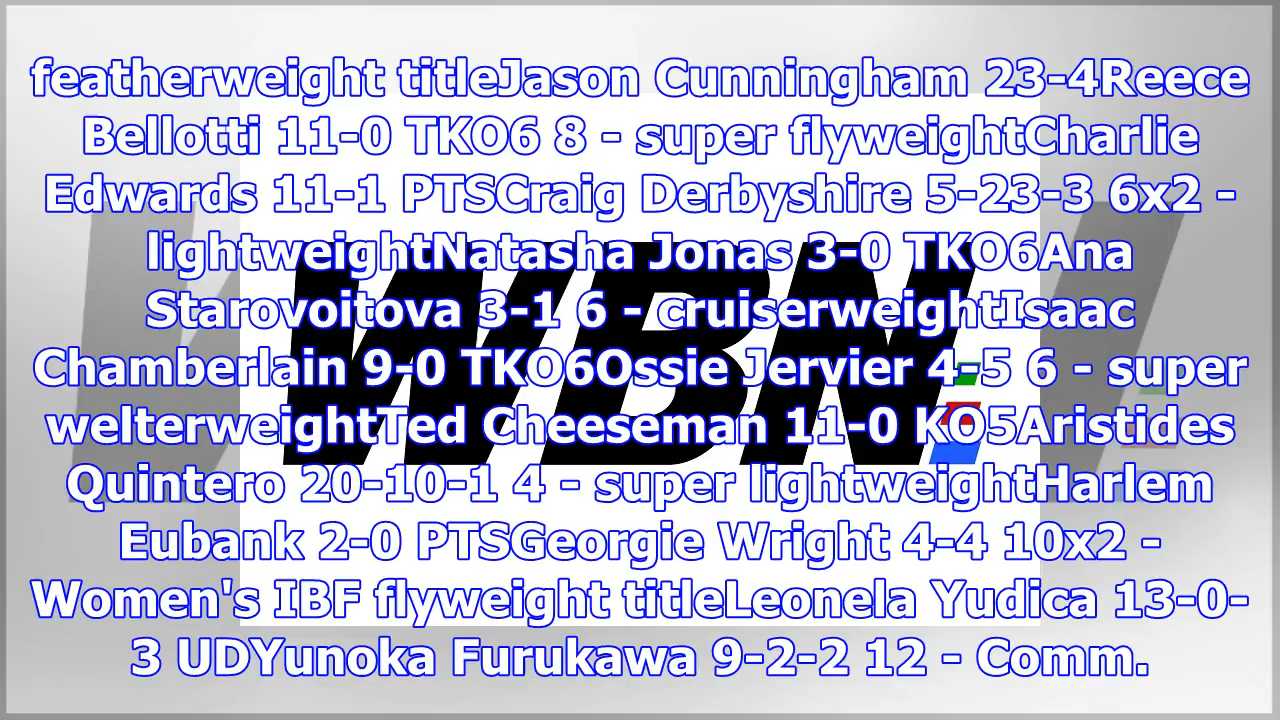 featherweight titleJason Cunningham 23-4Reece
Bellotti 11-0 TKO6 8 - super flyweightCharlie
Edwards 11-1 PTSCraig Derbyshire 5-23-3 6x2 -
lightweightNatasha Jonas 3-0 TKO6Ana
Starovoitova 3-1 6 - cruiserweightIsaac
Chamberlain 9-0 TKO6Ossie Jervier 4-5 6 - super
welterweightTed Cheeseman 11-0 KO5Aristides
Quintero 20-10-1 4 - super lightweightHarlem
Eubank 2-0 PTSGeorgie Wright 4-4 10x2 -
Women's IBF flyweight titleLeonela Yudica 13-0-
3 UDYunoka Furukawa 9-2-2 12 - Comm.
WBN